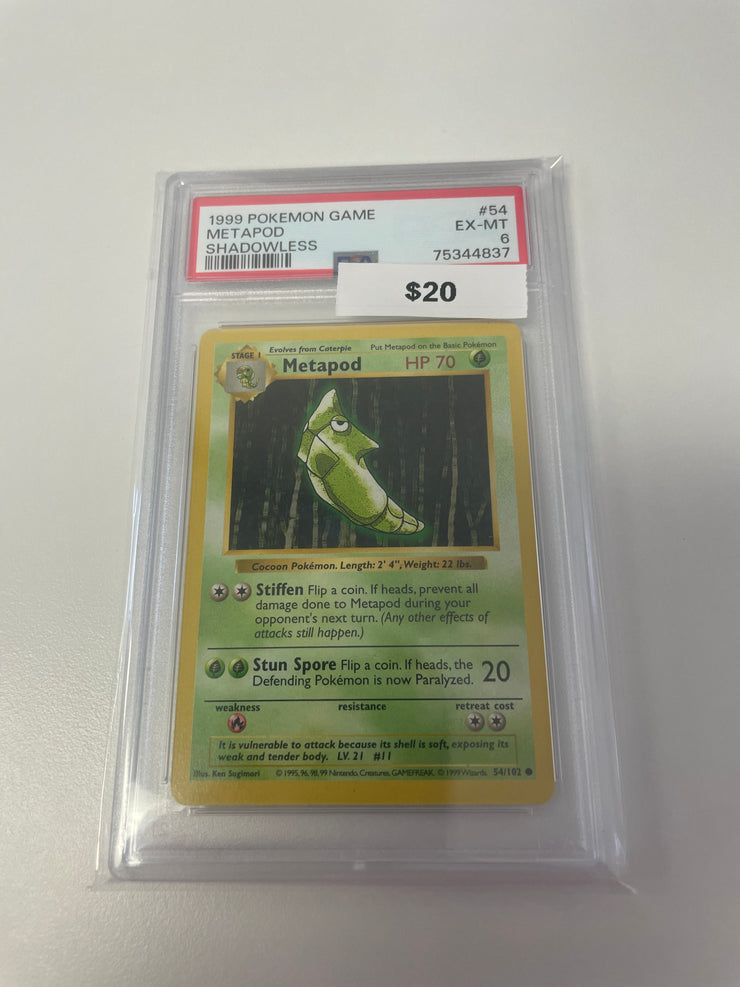 1999 POKEMON GAME #54
METAPOD EX-MT
SHADOWLESS 6
75344837
$20
STAGE 1 Evolves from Caterpie Put Metapod on the Basic Pokémon
Metapod HP 70
Cocoon Pokémon. Length: 2' 4", Weight: 22 lbs.
Stiffen Flip a coin. If heads, prevent all
damage done to Metapod during your
opponent's next turn. (Any other effects of
attacks still happen.)
Stun Spore Flip a coin. If heads, the
Defending Pokémon is now Paralyzed. 20
weakness resistance retreat cost
It is vulnerable to attack because its shell is soft, exposing its
weak and tender body. LV. 21 #11
Illus. Ken Sugimori © 1995, 96, 98, 99 Nintendo, Creatures, GAMEFREAK. © 1999 Wizards. 54/102